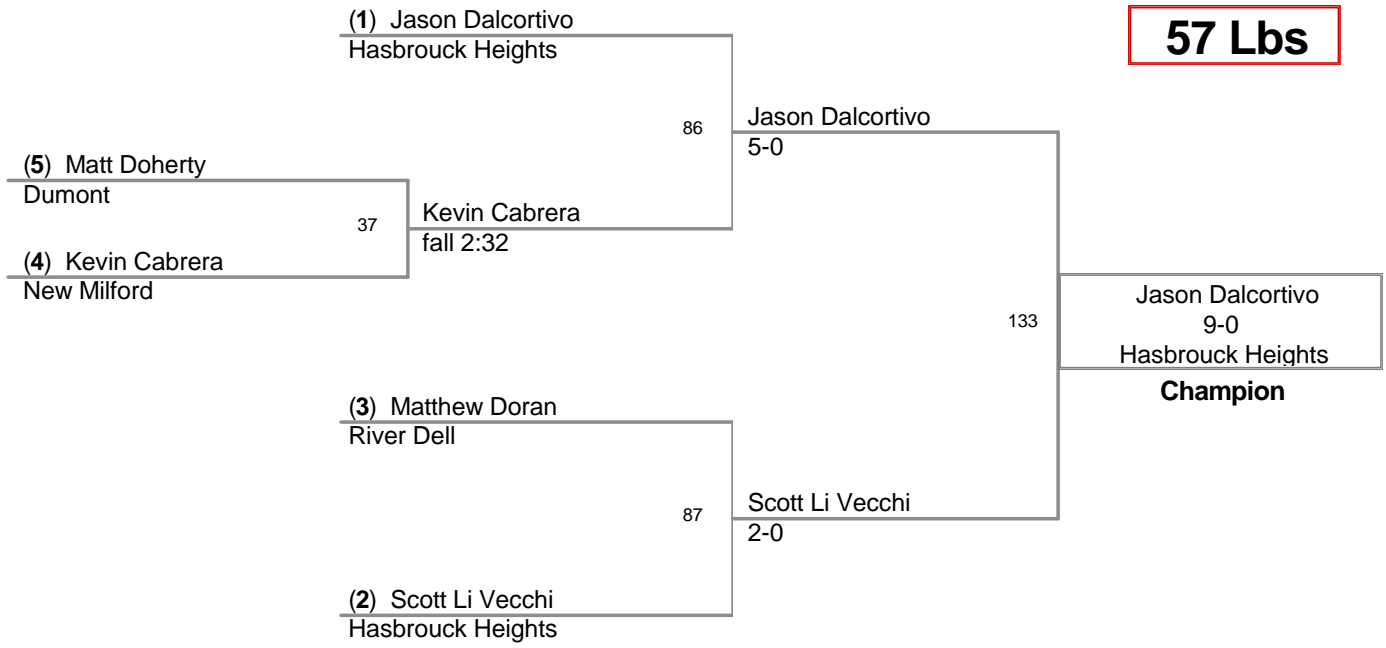 (1) Jason Dalcortivo
Hasbrouck Heights
57 Lbs
86
Jason Dalcortivo
5-0
(5) Matt Doherty
Dumont
37
Kevin Cabrera
fall 2:32
(4) Kevin Cabrera
New Milford
133
Jason Dalcortivo
9-0
Hasbrouck Heights
Champion
(3) Matthew Doran
River Dell
87
Scott Li Vecchi
2-0
(2) Scott Li Vecchi
Hasbrouck Heights